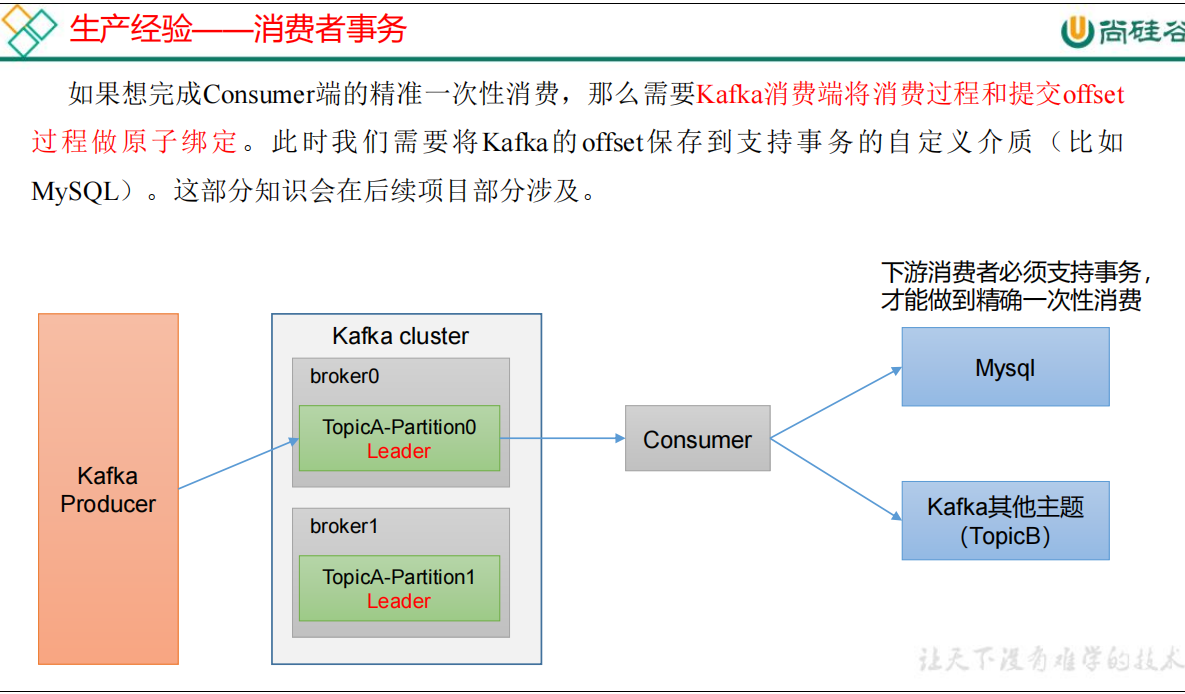 生产经验——消费者事务
尚硅谷
如果想完成Consumer端的精准一次性消费，那么需要Kafka消费端将消费过程和提交offset
过程做原子绑定。此时我们需要将Kafka的offset保存到支持事务的自定义介质（比如
MySQL）。这部分知识会在后续项目部分涉及。
下游消费者必须支持事务，
才能做到精确一次性消费
Kafka cluster
broker0
TopicA-Partition0
Leader
broker1
TopicA-Partition1
Leader
Kafka
Producer
Consumer
Mysql
Kafka其他主题
（TopicB）
让天下没有难学的技术